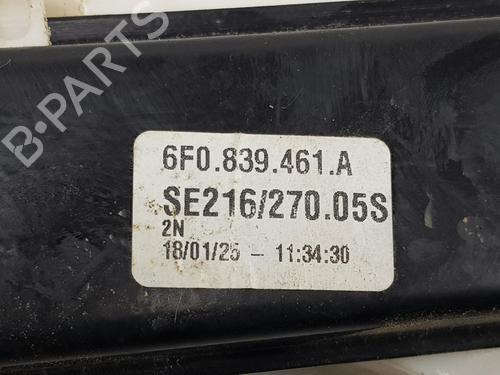 B-PARTS
6F0.839.461.A
SE216/270.05S
2N
18/01/25 - 11:34:30